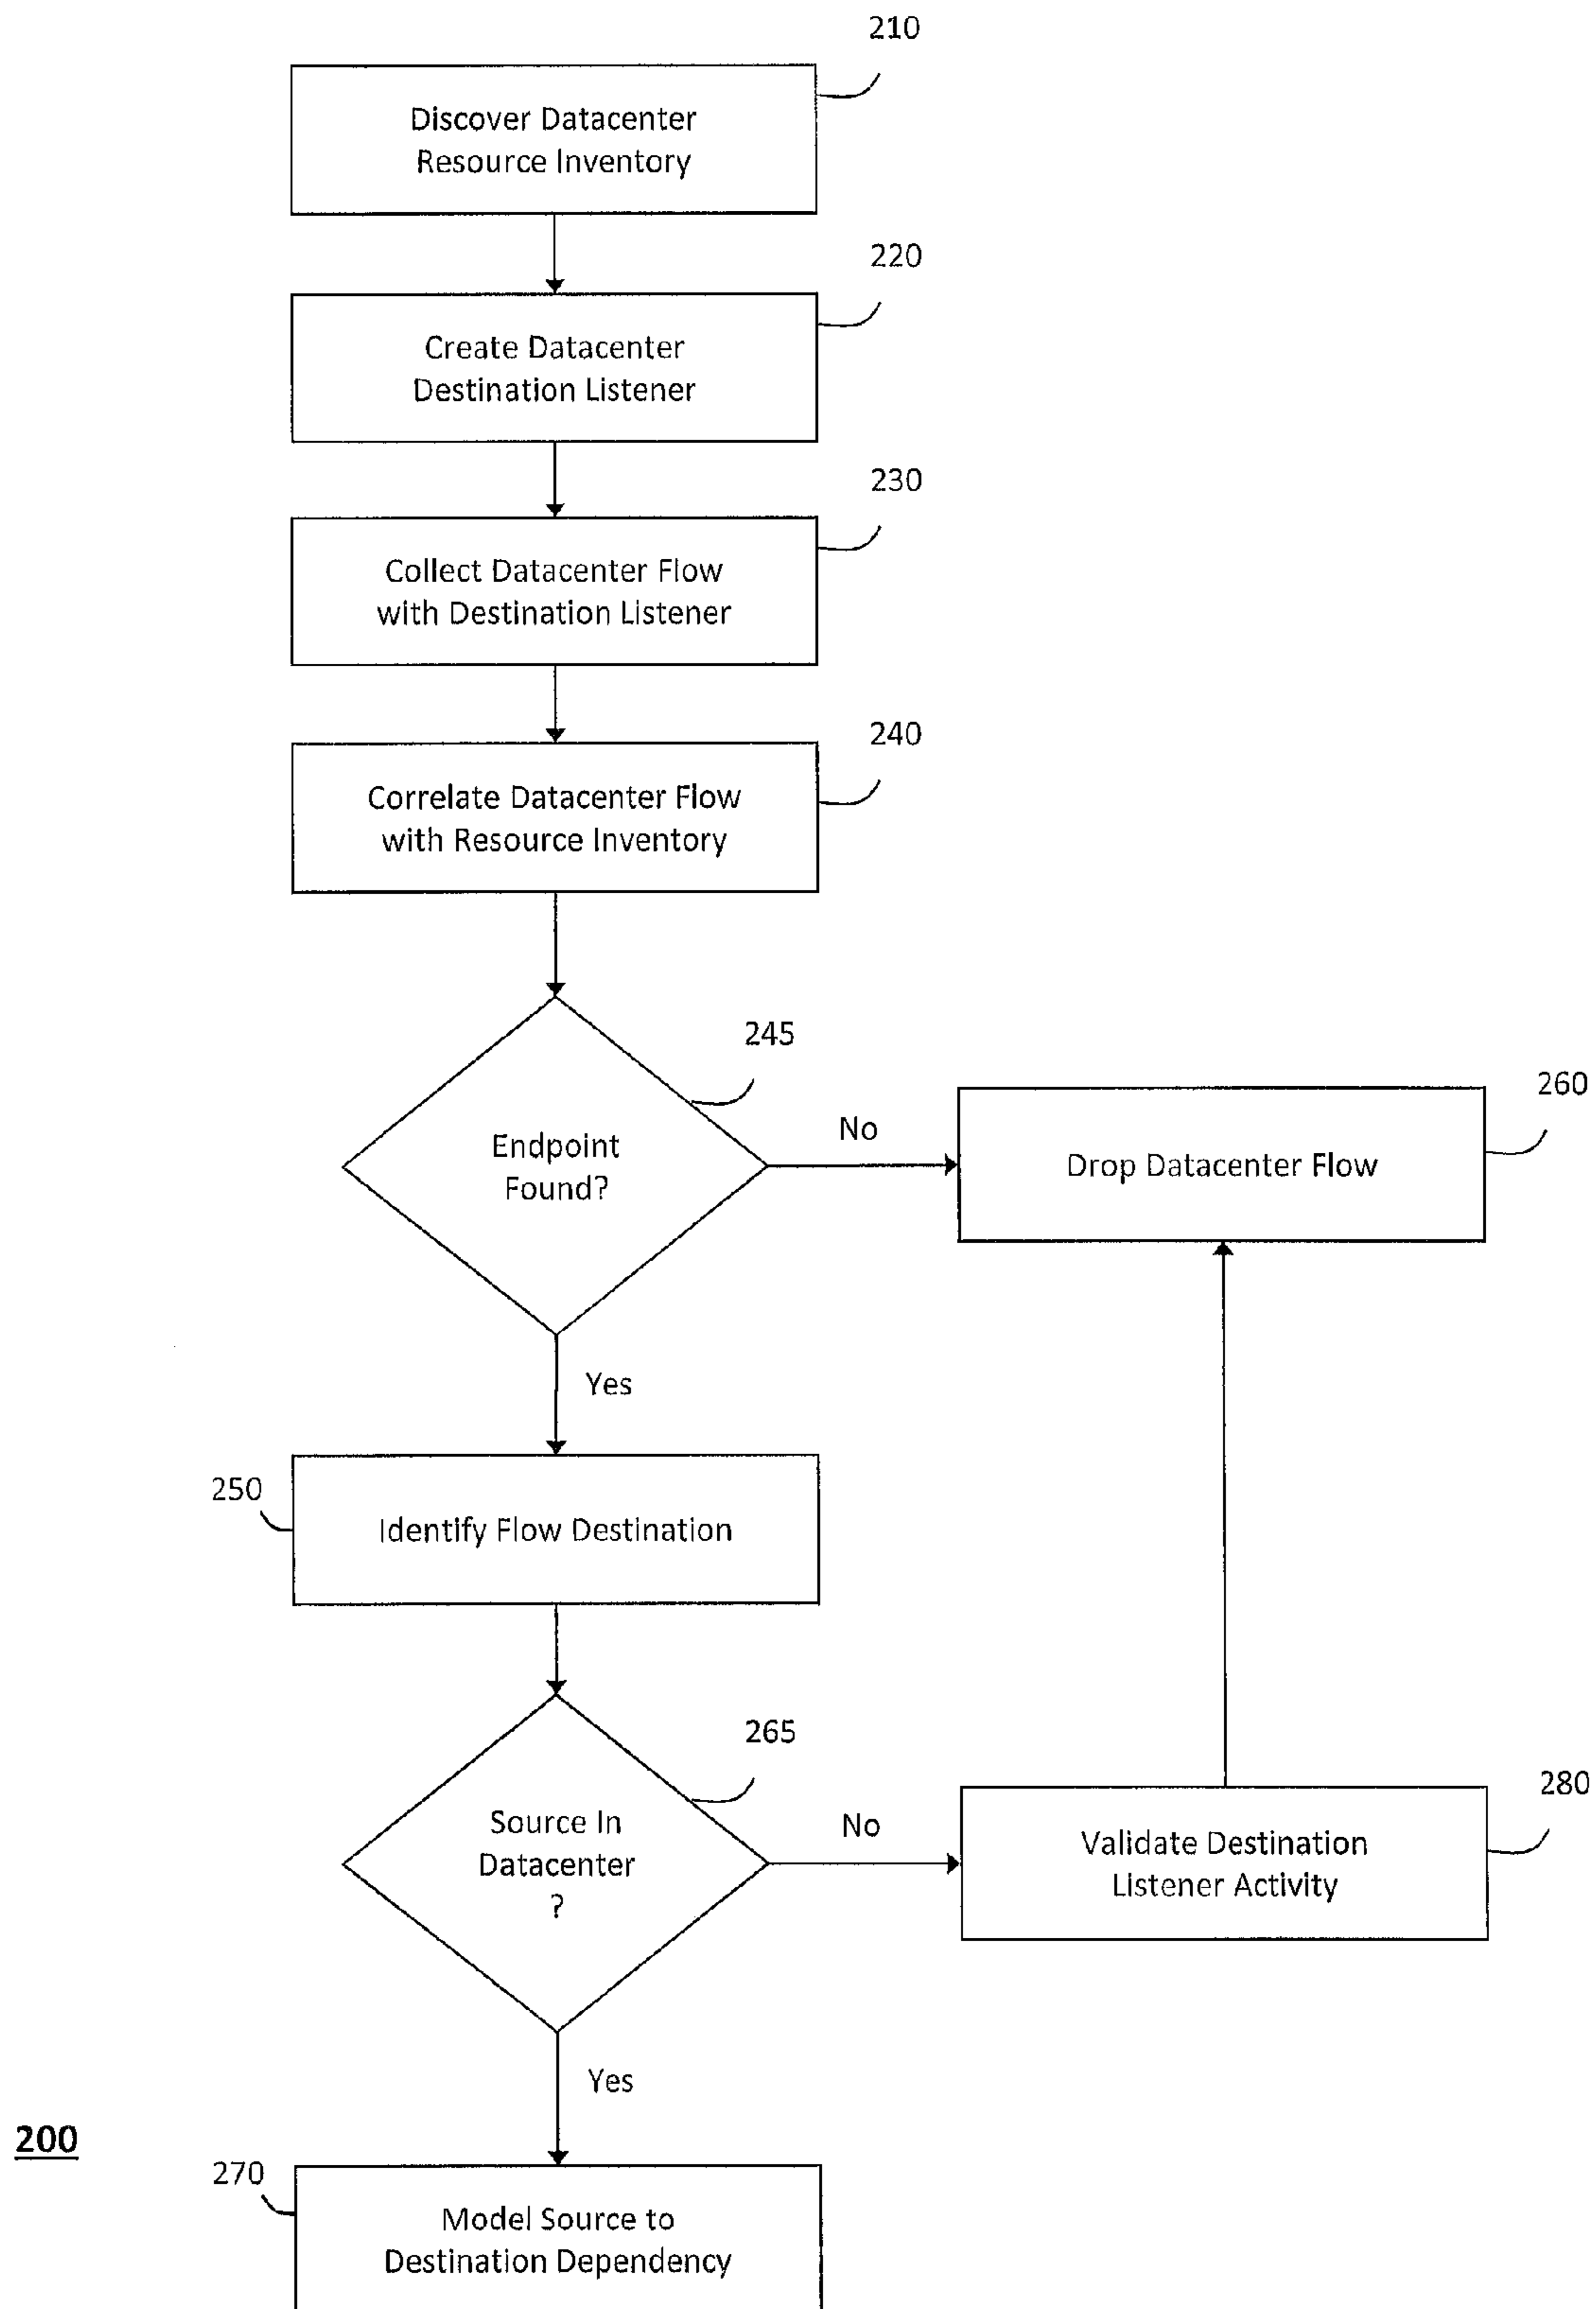 210
Discover Datacenter
Resource Inventory
220
Create Datacenter
Destination Listener
230
Collect Datacenter Flow
with Destination Listener
240
Correlate Datacenter Flow
with Resource Inventory
245
Endpoint
Found?
No
260
Drop Datacenter Flow
Yes
250
Identify Flow Destination
265
Source In
Datacenter
?
No
280
Validate Destination
Listener Activity
Yes
200
270
Model Source to
Destination Dependency